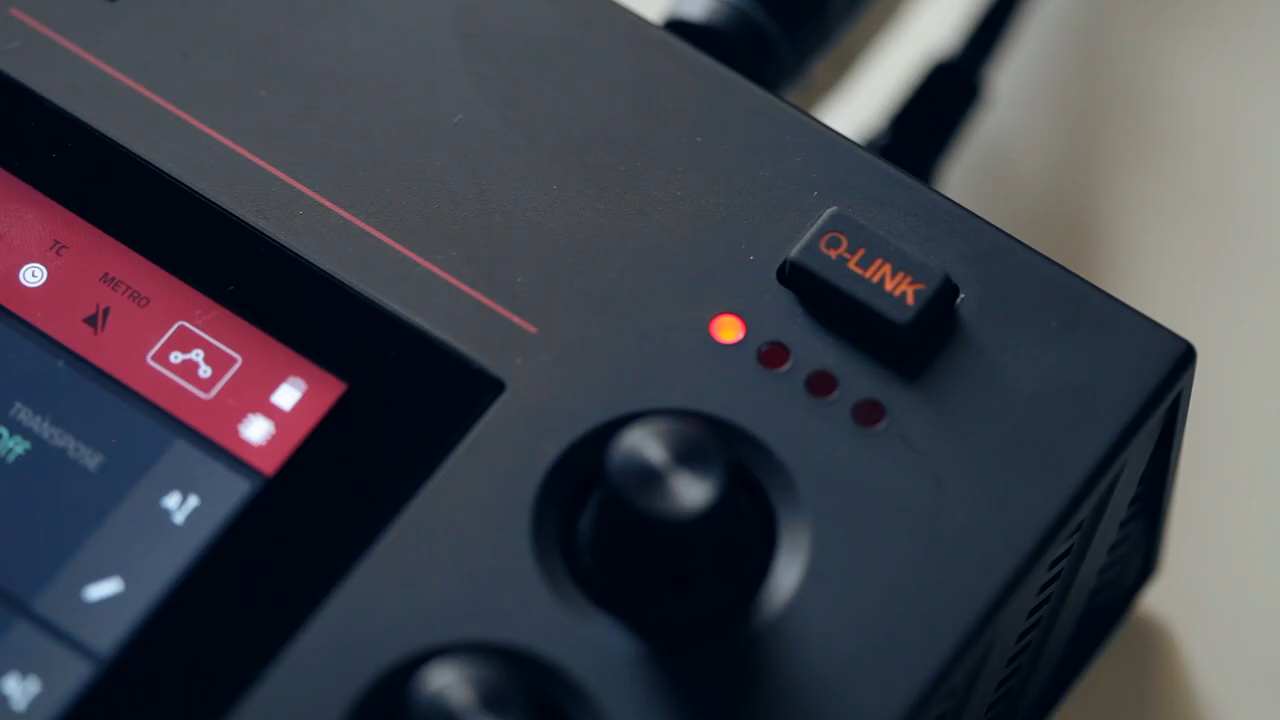 Q-LINK
TC
METRO
TRANSPOSE
Off